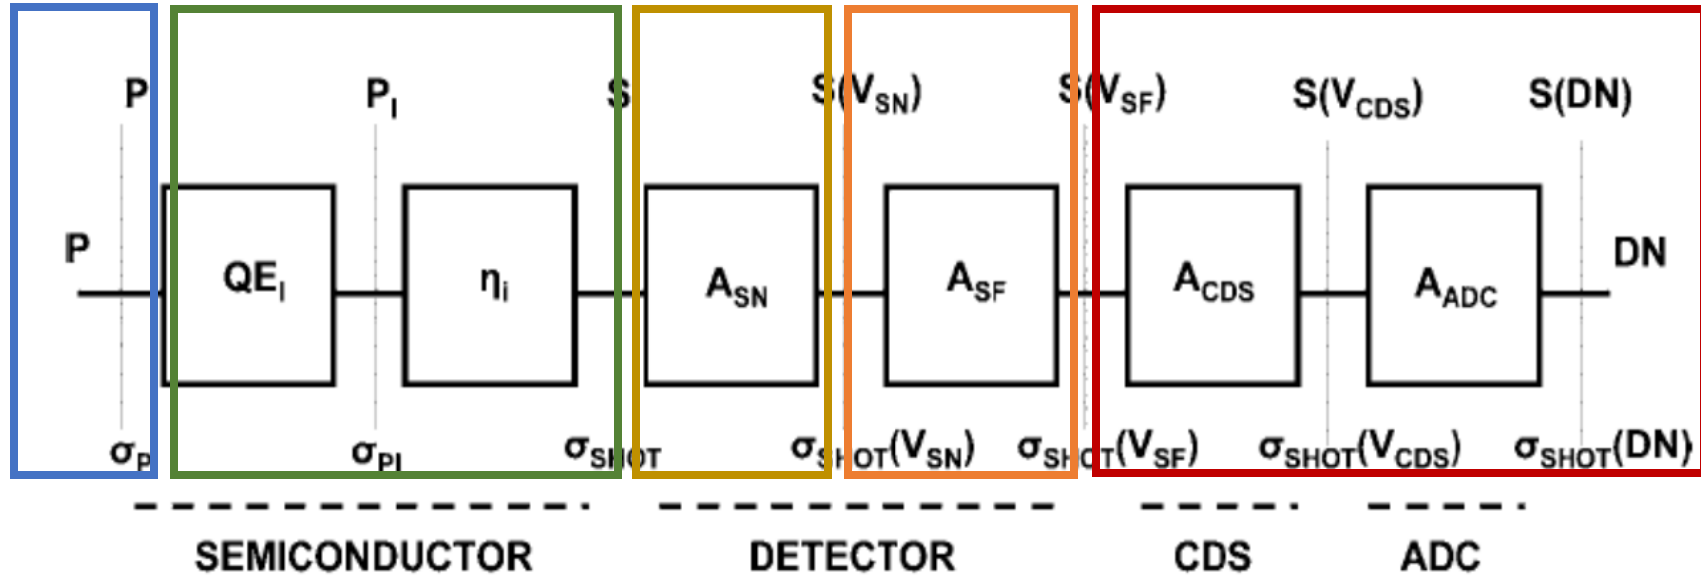 P P_I S S(V_SN) S(V_SF) S(V_CDS) S(DN)
P QE_I η_i A_SN A_SF A_CDS A_ADC DN
σ_P σ_PI σ_SHOT σ_SHOT(V_SN) σ_SHOT(V_SF) σ_SHOT(V_CDS) σ_SHOT(DN)
SEMICONDUCTOR DETECTOR CDS ADC